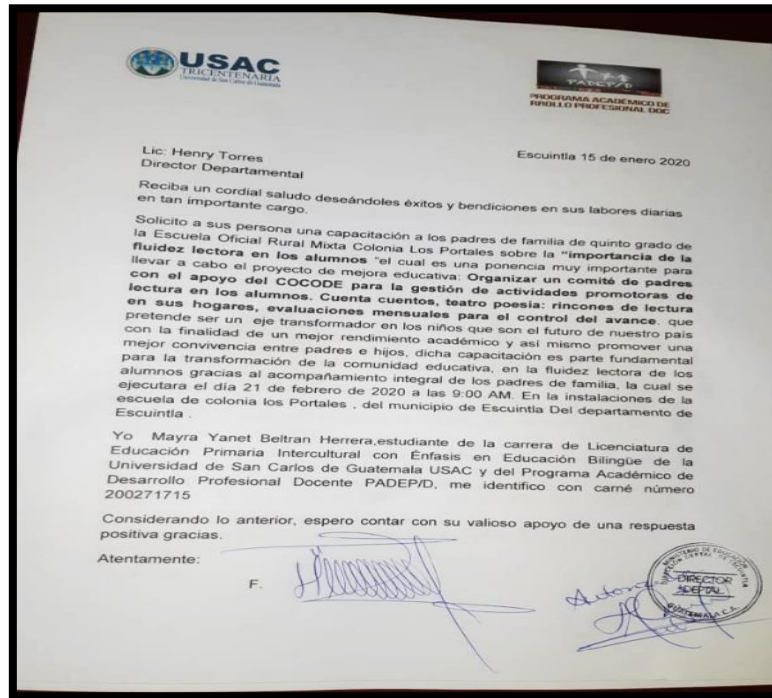 USAC
TRICENTENARIA
Universidad de San Carlos de Guatemala
PADEP/D
PROGRAMA ACADÉMICO DE
RROLLO PROFESIONAL DOC
Lic: Henry Torres
Director Departamental
Escuintla 15 de enero 2020
Reciba un cordial saludo deseándoles éxitos y bendiciones en sus labores diarias
en tan importante cargo.
Solicito a sus persona una capacitación a los padres de familia de quinto grado de
la Escuela Oficial Rural Mixta Colonia Los Portales sobre la "importancia de la
fluidez lectora en los alumnos "el cual es una ponencia muy importante para
llevar a cabo el proyecto de mejora educativa: Organizar un comité de padres
con el apoyo del COCODE para la gestión de actividades promotoras de
lectura en los alumnos. Cuenta cuentos, teatro poesía: rincones de lectura
en sus hogares, evaluaciones mensuales para el control del avance, que
pretende ser un eje transformador en los niños que son el futuro de nuestro país
con la finalidad de un mejor rendimiento académico y así mismo promover una
mejor convivencia entre padres e hijos, dicha capacitación es parte fundamental
para la transformación de la comunidad educativa, en la fluidez lectora de los
alumnos gracias al acompañamiento integral de los padres de familia, la cual se
ejecutara el día 21 de febrero de 2020 a las 9:00 AM. En la instalaciones de la
escuela de colonia los Portales , del municipio de Escuintla Del departamento de
Escuintla .
Yo Mayra Yanet Beltran Herrera,estudiante de la carrera de Licenciatura de
Educación Primaria Intercultural con Énfasis en Educación Bilingüe de la
Universidad de San Carlos de Guatemala USAC y del Programa Académico de
Desarrollo Profesional Docente PADEP/D, me identifico con carné número
200271715
Considerando lo anterior, espero contar con su valioso apoyo de una respuesta
positiva gracias.
Atentamente:
F.
MINISTERIO DE EDUCACIÓN
DIRECTOR
GUATEMALA C.A.